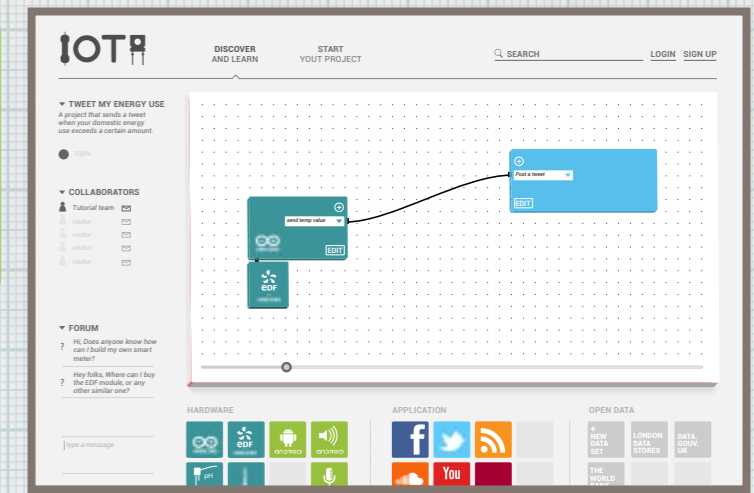 IOT
DISCOVER
AND LEARN
START
YOUT PROJECT
SEARCH
LOGIN SIGN UP
TWEET MY ENERGY USE
A project that sends a tweet
when your domestic energy
use exceeds a certain amount.
100%
COLLABORATORS
Tutorial team
visitor
visitor
visitor
visitor
FORUM
? Hi, Does anyone know how
can I build my own smart
meter?
? Hey folks, Where can I buy
the EDF module, or any
other similar one?
type a message
send temp value
EDIT
eDF
Post a tweet
EDIT
HARDWARE
eDF
ANDROID
ANDROID
pH
APPLICATION
f
You
OPEN DATA
+
NEW
DATA
SET
LONDON
DATA
STORES
DATA.
GOUV.
UK
THE
WORLD
BANK